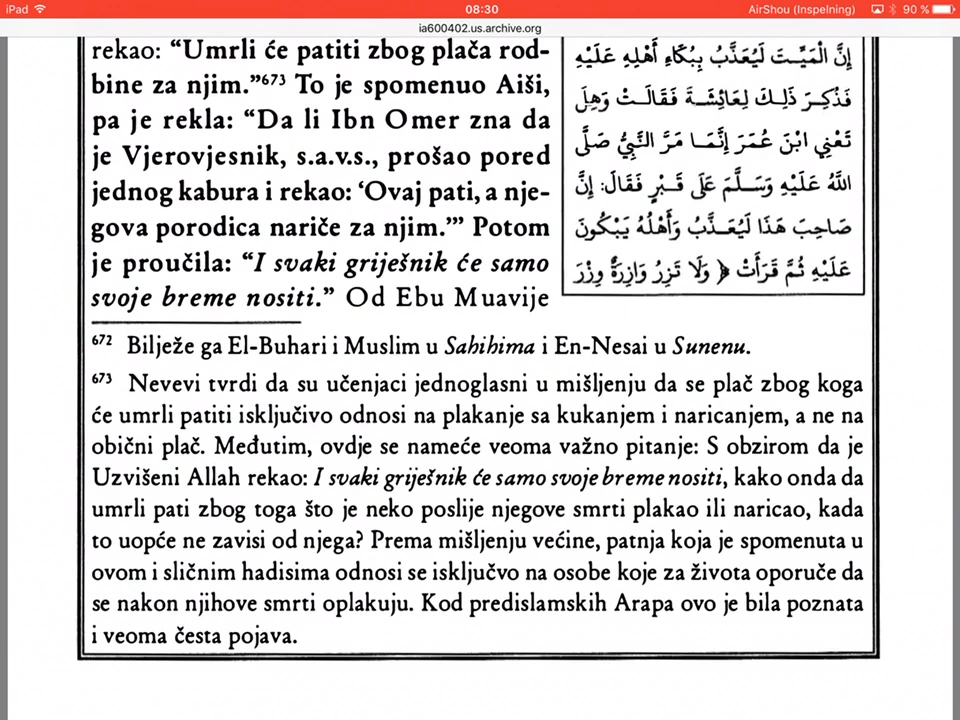 iPad 08:30 AirShou (Inspelning) 90 %
ia600402.us.archive.org
rekao: “Umrli će patiti zbog plača rod-
bine za njim.”⁶⁷³ To je spomenuo Aiši,
pa je rekla: “Da li Ibn Omer zna da
je Vjerovjesnik, s.a.v.s., prošao pored
jednog kabura i rekao: ‘Ovaj pati, a nje-
gova porodica nariče za njim.’” Potom
je proučila: “I svaki griješnik će samo
svoje breme nositi.” Od Ebu Muavije
إِنَّ الْمَيِّتَ لَيُعَذَّبُ بِبُكَاءِ أَهْلِهِ عَلَيْهِ
فَذُكِرَ ذَلِكَ لِعَائِشَةَ فَقَالَتْ وَهِلَ
تَعْنِي ابْنَ عُمَرَ إِنَّمَا مَرَّ النَّبِيُّ صَلَّى
اللَّهُ عَلَيْهِ وَسَلَّمَ عَلَى قَبْرٍ فَقَالَ: إِنَّ
صَاحِبَ هَذَا لَيُعَذَّبُ وَأَهْلُهُ يَبْكُونَ
عَلَيْهِ ثُمَّ قَرَأَتْ ﴿ وَلَا تَزِرُ وَازِرَةٌ وِزْرَ
⁶⁷² Bilježe ga El-Buhari i Muslim u Sahihima i En-Nesai u Sunenu.
⁶⁷³ Nevevi tvrdi da su učenjaci jednoglasni u mišljenju da se plač zbog koga
će umrli patiti isključivo odnosi na plakanje sa kukanjem i naricanjem, a ne na
obični plač. Međutim, ovdje se nameće veoma važno pitanje: S obzirom da je
Uzvišeni Allah rekao: I svaki griješnik će samo svoje breme nositi, kako onda da
umrli pati zbog toga što je neko poslije njegove smrti plakao ili naricao, kada
to uopće ne zavisi od njega? Prema mišljenju većine, patnja koja je spomenuta u
ovom i sličnim hadisima odnosi se isključvo na osobe koje za života oporuče da
se nakon njihove smrti oplakuju. Kod predislamskih Arapa ovo je bila poznata
i veoma česta pojava.